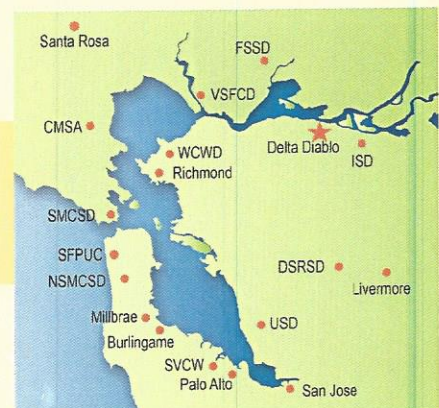 Santa Rosa
FSSD
VSFCD
CMSA
WCWD
Delta Diablo
ISD
Richmond
SMCSD
SFPUC
DSRSD
NSMCSD
Livermore
Millbrae
USD
Burlingame
SVCW
Palo Alto
San Jose